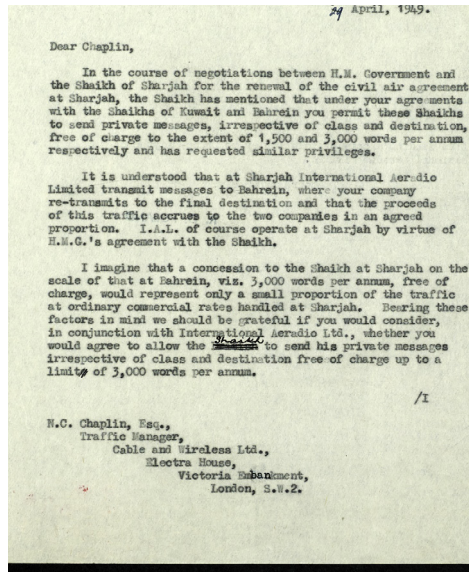 29 April, 1949.
Dear Chaplin,
In the course of negotiations between H.M. Government and
the Shaikh of Sharjah for the renewal of the civil air agreement
at Sharjah, the Shaikh has mentioned that under your agreements
with the Shaikhs of Kuwait and Bahrein you permit these Shaikhs
to send private messages, irrespective of class and destination,
free of charge to the extent of 1,500 and 3,000 words per annum
respectively and has requested similar privileges.
It is understood that at Sharjah International Aeradio
Limited transmit messages to Bahrein, where your company
re-transmits to the final destination and that the proceeds
of this traffic accrues to the two companies in an agreed
proportion. I.A.L. of course operate at Sharjah by virtue of
H.M.G.'s agreement with the Shaikh.
I imagine that a concession to the Shaikh at Sharjah on the
scale of that at Bahrein, viz. 3,000 words per annum, free of
charge, would represent only a small proportion of the traffic
at ordinary commercial rates handled at Sharjah. Bearing these
factors in mind we should be grateful if you would consider,
in conjunction with International Aeradio Ltd., whether you
would agree to allow the Shaikh to send his private messages
irrespective of class and destination free of charge up to a
limit of 3,000 words per annum.
/I
N.C. Chaplin, Esq.,
Traffic Manager,
Cable and Wireless Ltd.,
Electra House,
Victoria Embankment,
London, S.W.2.